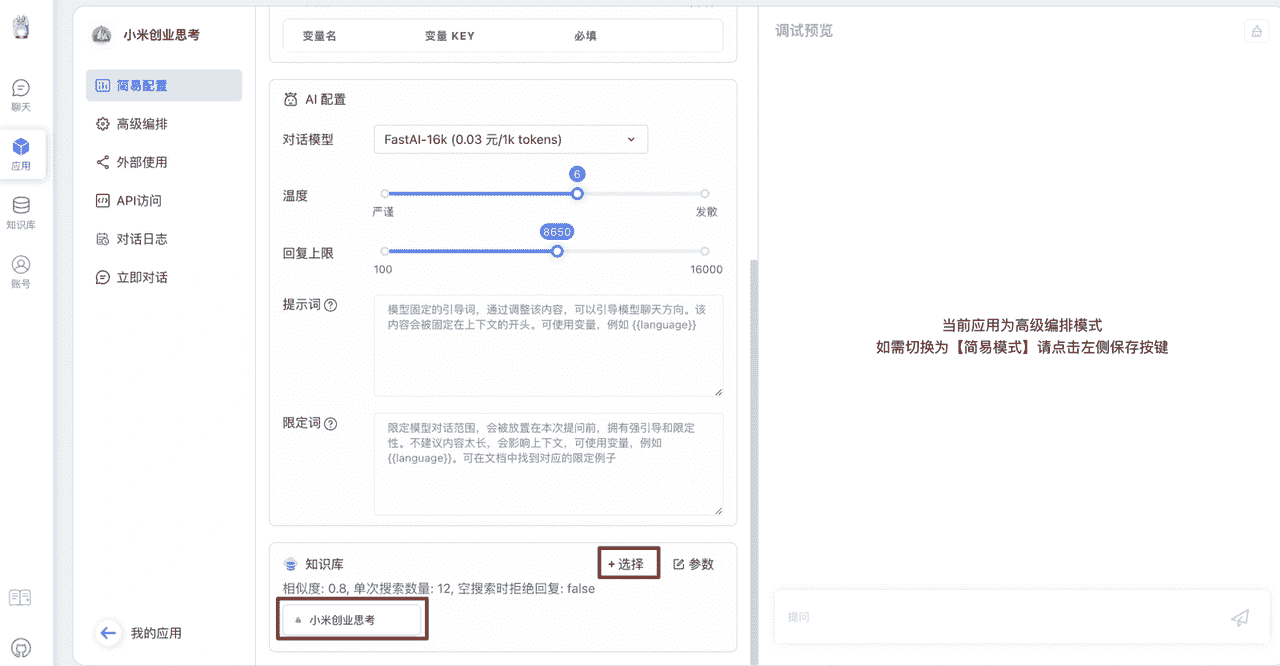 聊天
应用
知识库
账号
小米创业思考
简易配置
高级编排
外部使用
API访问
对话日志
立即对话
我的应用
变量名 变量 KEY 必填
AI 配置
对话模型 FastAI-16k (0.03 元/1k tokens)
6
温度
严谨 发散
8650
回复上限
100 16000
提示词
模型固定的引导词，通过调整该内容，可以引导模型聊天方向。该
内容会被固定在上下文的开头。可使用变量，例如 {{language}}
限定词
限定模型对话范围，会被放置在本次提问前，拥有强引导和限定
性。不建议内容太长，会影响上下文，可使用变量，例如
{{language}}。可在文档中找到对应的限定例子
知识库 +选择 参数
相似度: 0.8, 单次搜索数量: 12, 空搜索时拒绝回复: false
小米创业思考
调试预览
当前应用为高级编排模式
如需切换为【简易模式】请点击左侧保存按键
提问